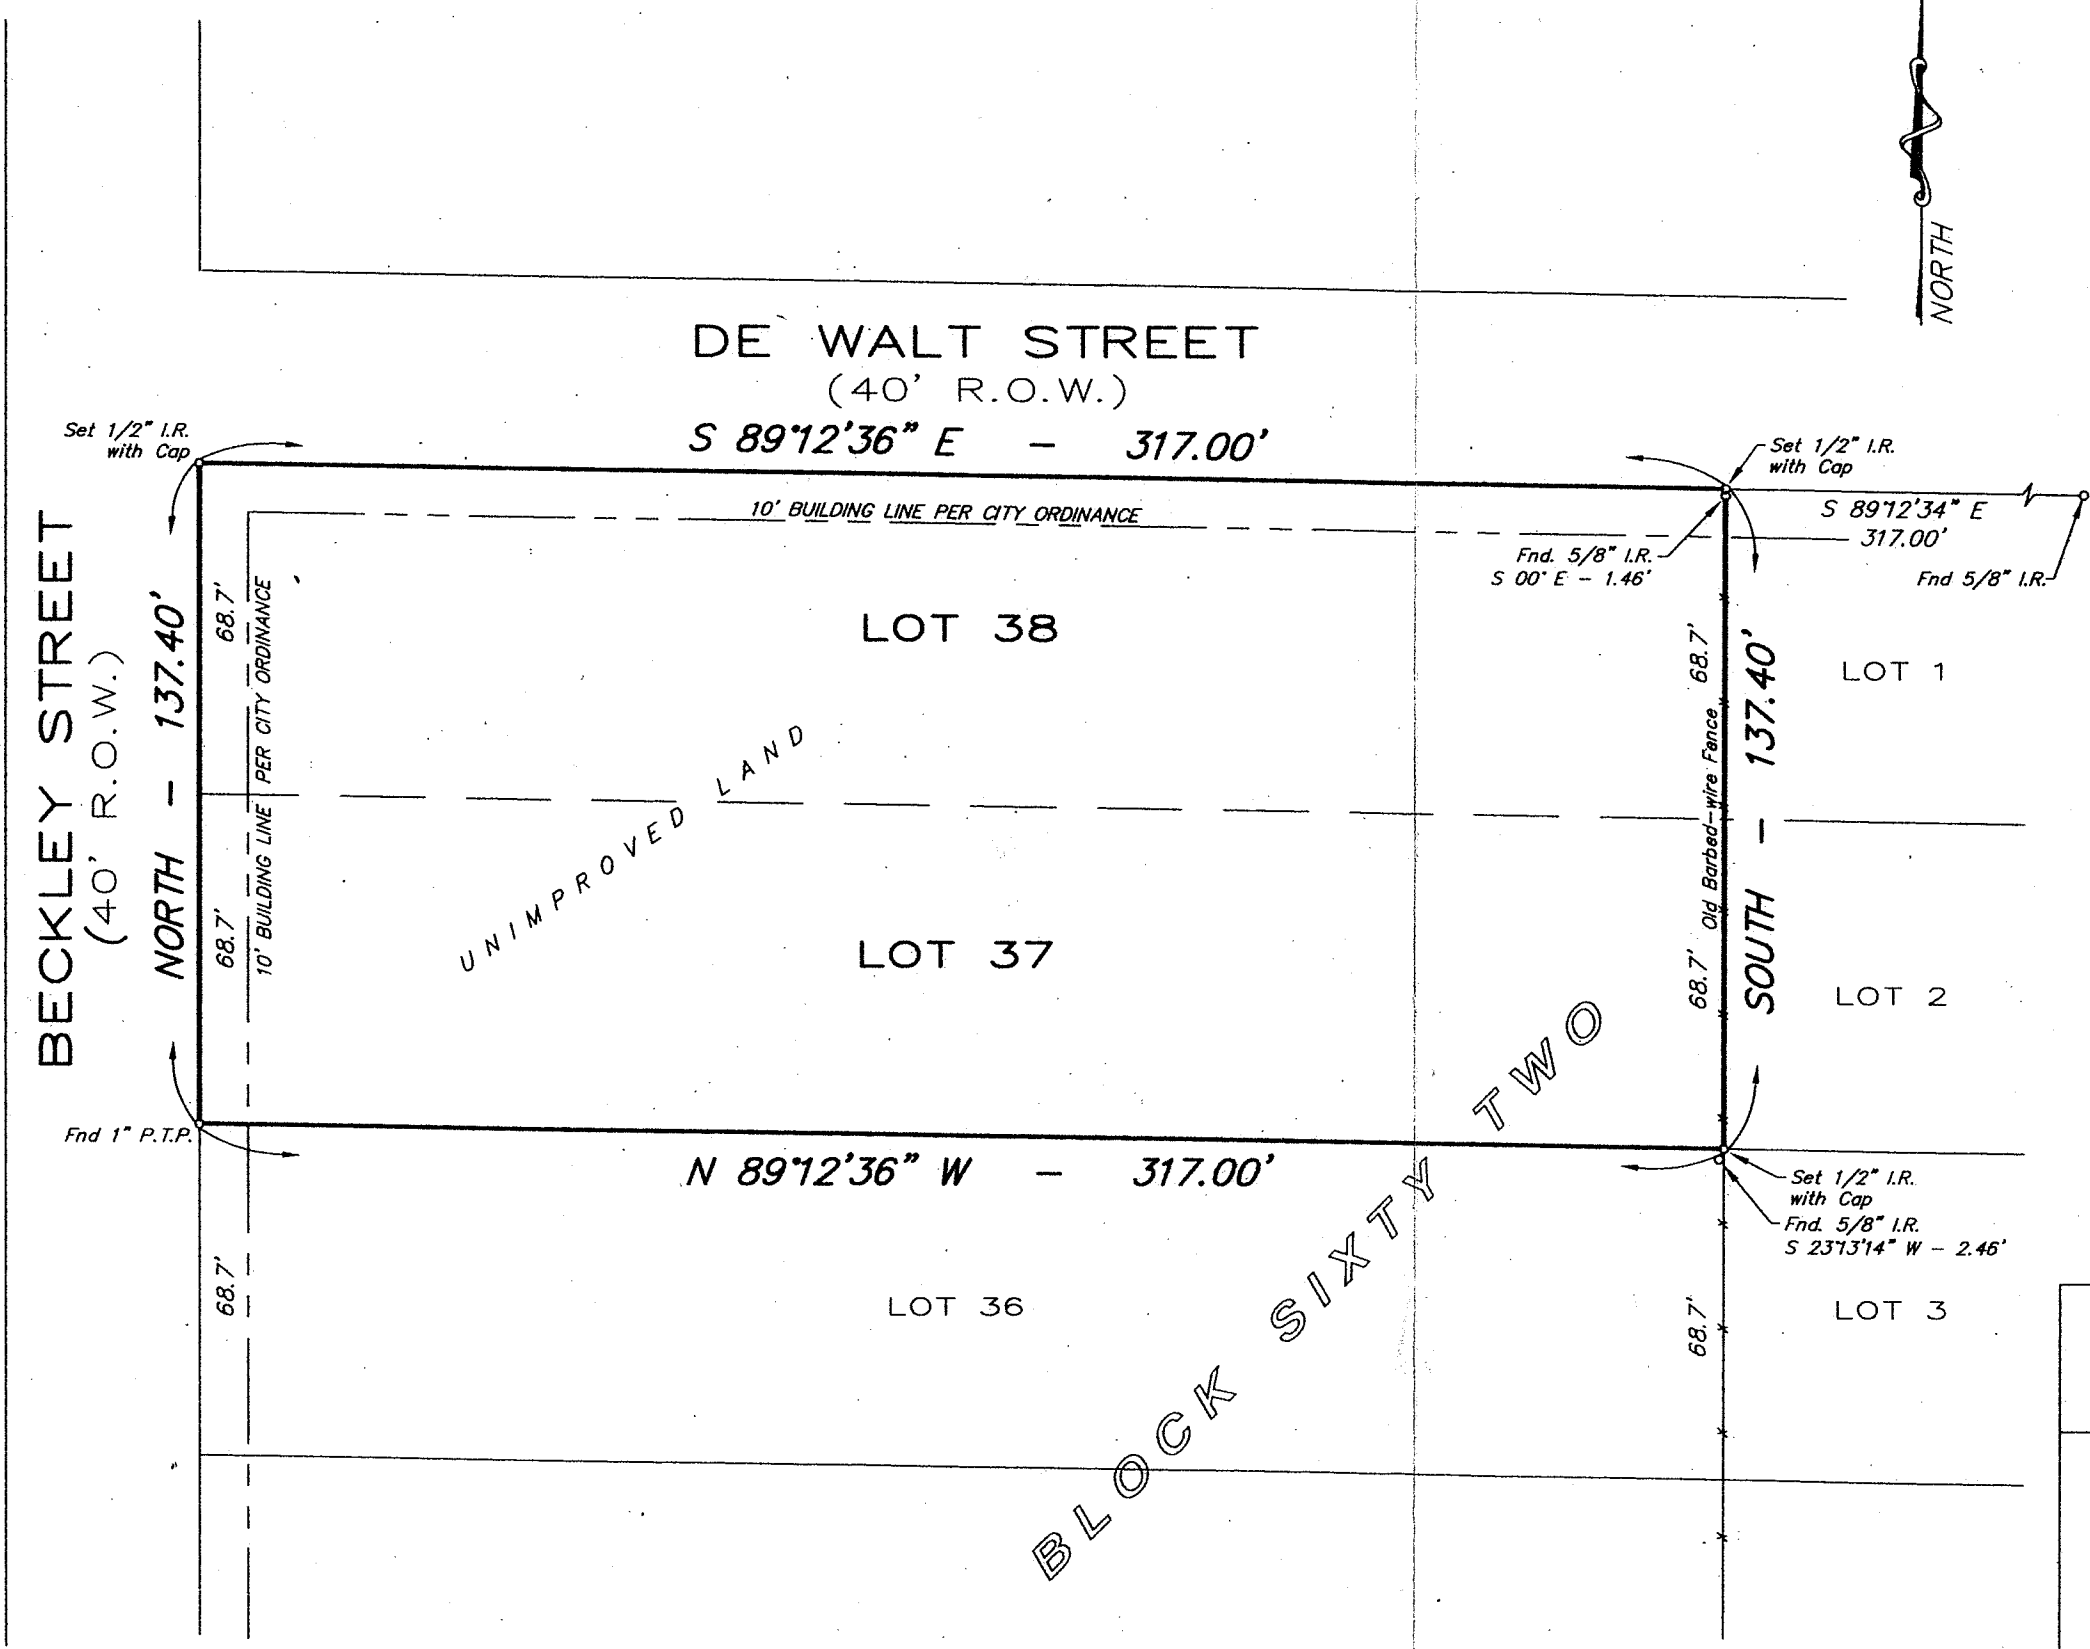 NORTH
DE WALT STREET
(40' R.O.W.)
S 89°12'36" E - 317.00'
Set 1/2" I.R.
with Cap
Set 1/2" I.R.
with Cap
S 89°12'34" E
317.00'
Fnd 5/8" I.R.
10' BUILDING LINE PER CITY ORDINANCE
Fnd. 5/8" I.R.
S 00° E - 1.46'
BECKLEY STREET
(40' R.O.W.)
NORTH - 137.40'
68.7'
68.7'
10' BUILDING LINE PER CITY ORDINANCE
LOT 38
UNIMPROVED LAND
LOT 37
68.7'
Old Barbed-wire Fence
68.7'
SOUTH - 137.40'
LOT 1
LOT 2
Fnd 1" P.T.P.
N 89°12'36" W - 317.00'
Set 1/2" I.R.
with Cap
Fnd. 5/8" I.R.
S 23°13'14" W - 2.46'
68.7'
LOT 36
68.7'
LOT 3
BLOCK SIXTY TWO